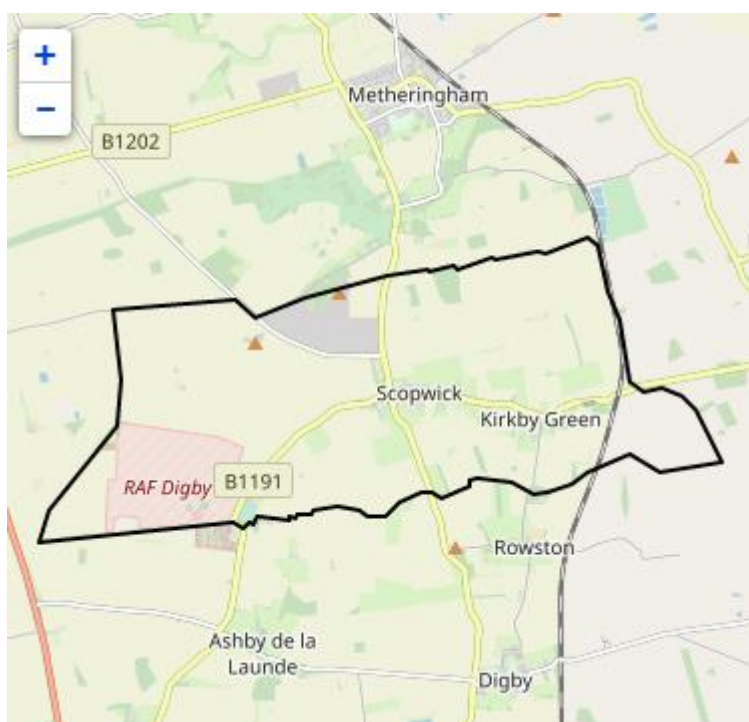 +
−
Metheringham
B1202
Scopwick
Kirkby Green
RAF Digby
B1191
Rowston
Ashby de la
Launde
Digby